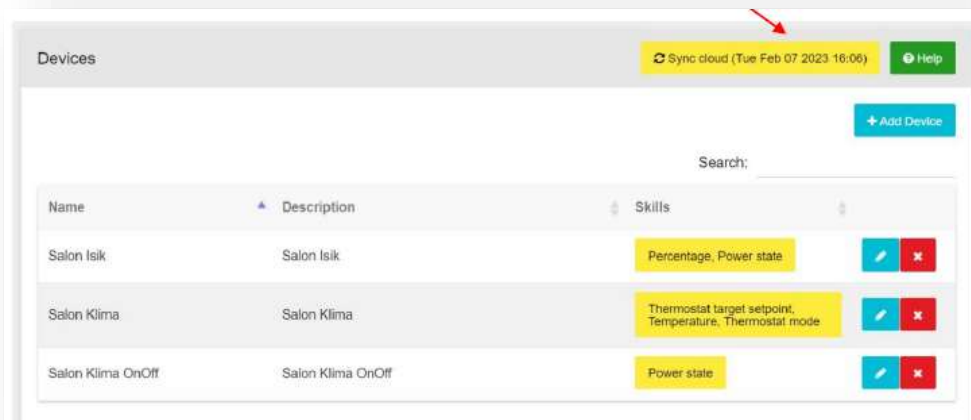 Devices
Sync cloud (Tue Feb 07 2023 16:06)
Help
+ Add Device
Search:
Name Description Skills
Salon Isik Salon Isik Percentage, Power state
Salon Klima Salon Klima Thermostat target setpoint,
Temperature, Thermostat mode
Salon Klima OnOff Salon Klima OnOff Power state